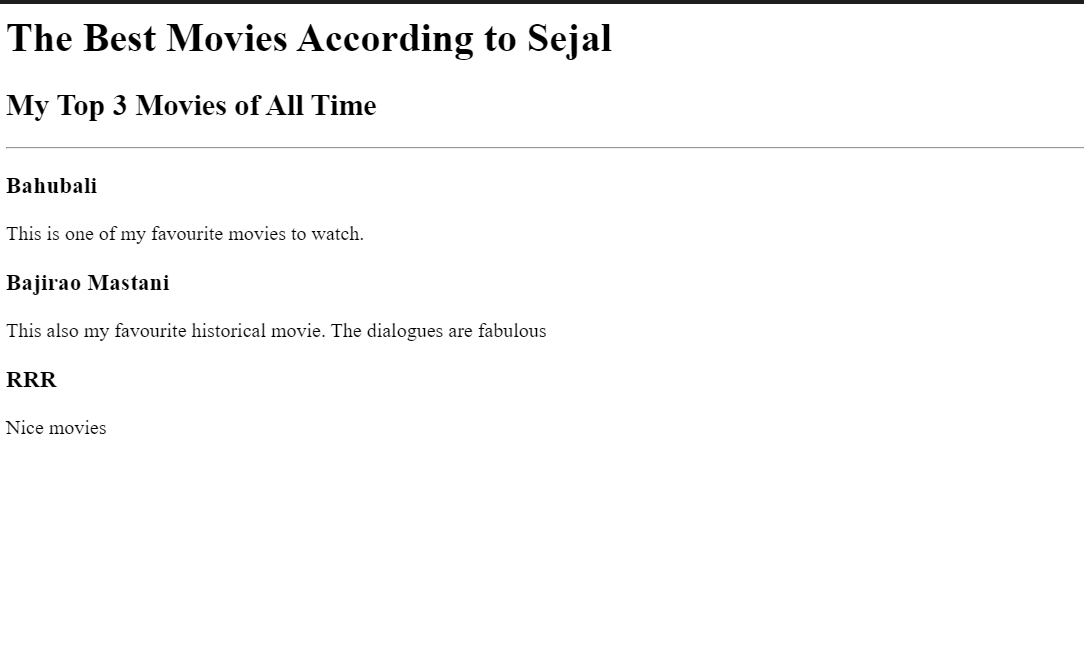 The Best Movies According to Sejal
My Top 3 Movies of All Time
Bahubali
This is one of my favourite movies to watch.
Bajirao Mastani
This also my favourite historical movie. The dialogues are fabulous
RRR
Nice movies